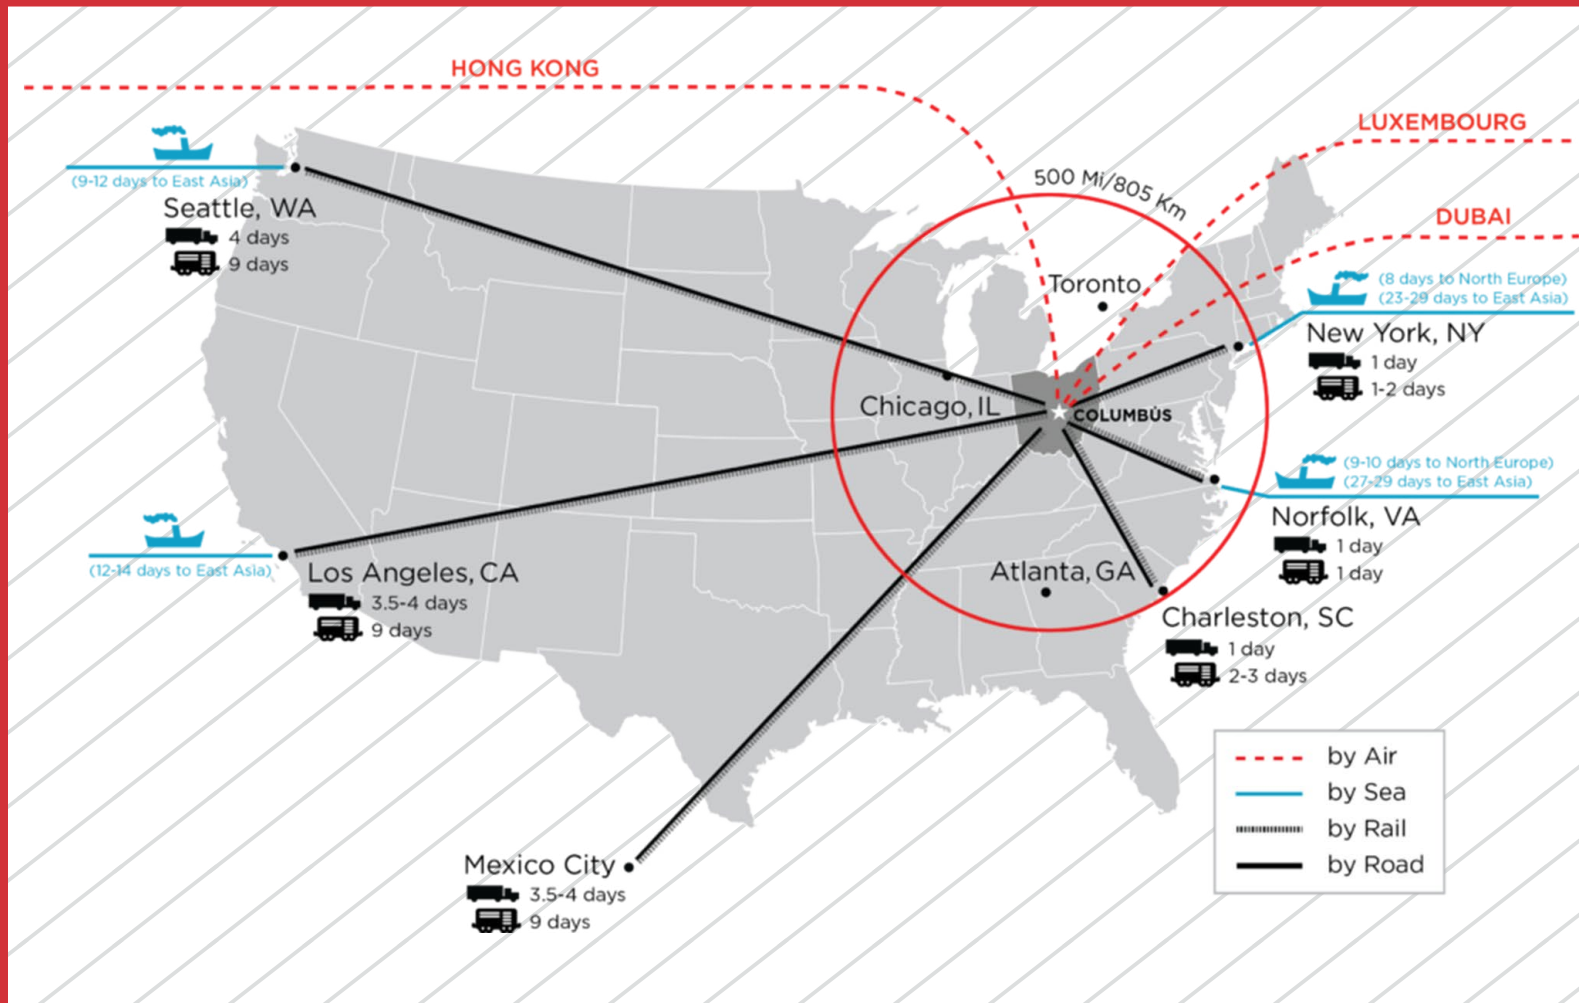 HONG KONG
LUXEMBOURG
500 Mi/805 Km
DUBAI
(9-12 days to East Asia)
Seattle, WA
4 days
9 days
Toronto
(8 days to North Europe)
(23-29 days to East Asia)
New York, NY
1 day
1-2 days
Chicago, IL
COLUMBUS
(9-10 days to North Europe)
(27-29 days to East Asia)
Norfolk, VA
1 day
1 day
(12-14 days to East Asia)
Los Angeles, CA
3.5-4 days
9 days
Atlanta, GA
Charleston, SC
1 day
2-3 days
Mexico City
3.5-4 days
9 days
by Air
by Sea
by Rail
by Road